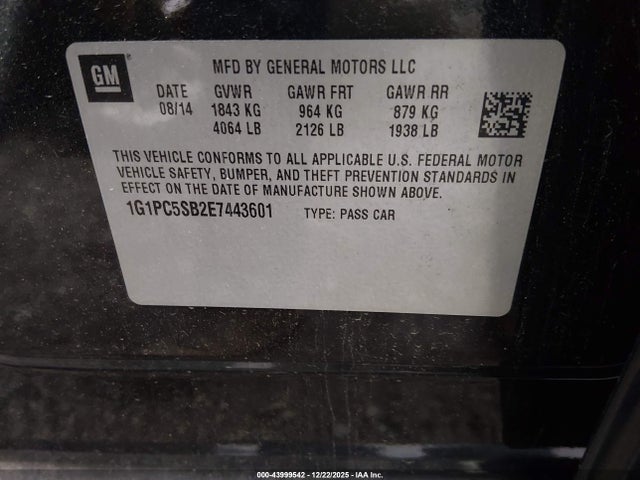 GM
MFD BY GENERAL MOTORS LLC
DATE GVWR GAWR FRT GAWR RR
08/14 1843 KG 964 KG 879 KG
4064 LB 2126 LB 1938 LB
THIS VEHICLE CONFORMS TO ALL APPLICABLE U.S. FEDERAL MOTOR
VEHICLE SAFETY, BUMPER, AND THEFT PREVENTION STANDARDS IN
EFFECT ON THE DATE OF MANUFACTURE SHOWN ABOVE.
1G1PC5SB2E7443601 TYPE: PASS CAR
000-43999542 - 12/22/2025 - IAA Inc.